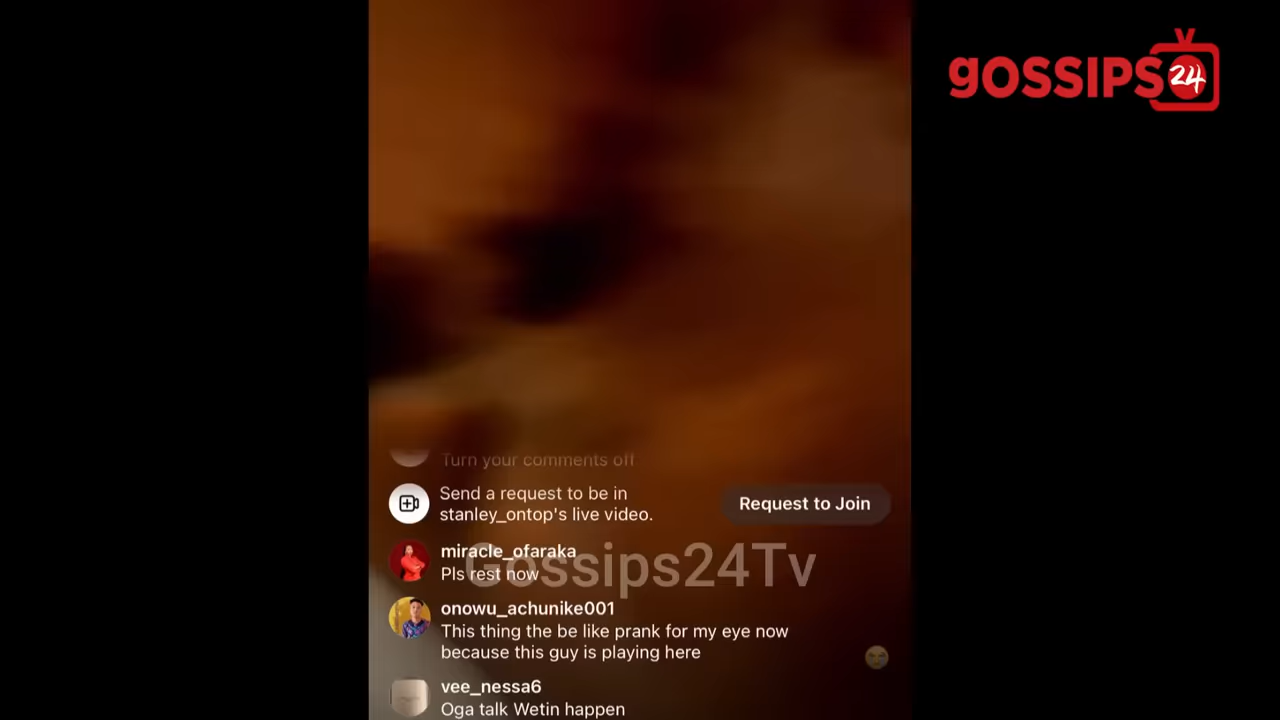 gossips 24
Turn your comments off
Send a request to be in
stanley_ontop's live video.
Request to Join
miracle_ofaraka
Pls rest now
Gossips24Tv
onowu_achunike001
This thing the be like prank for my eye now
because this guy is playing here
vee_nessa6
Oga talk Wetin happen